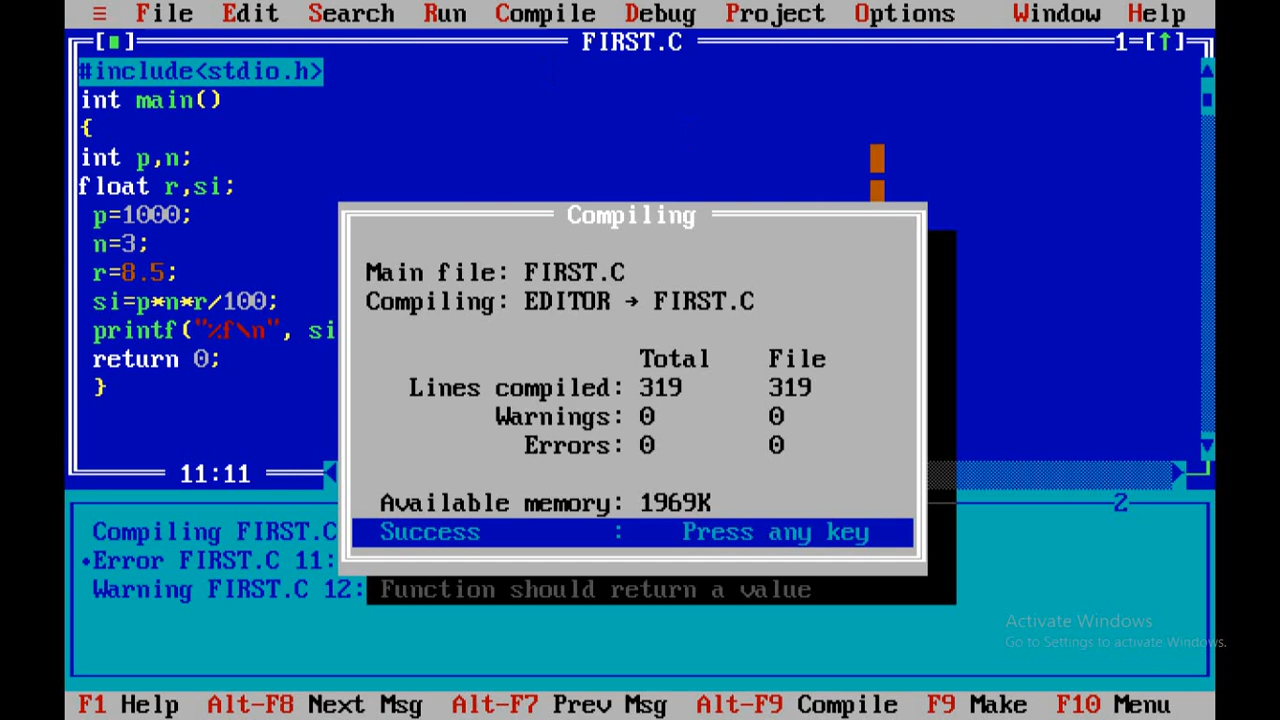 ≡ File Edit Search Run Compile Debug Project Options Window Help
[■] FIRST.C 1=[↑]
#include<stdio.h>
int main()
{
int p,n;
float r,si;
p=1000;
n=3;
r=8.5;
si=p*n*r/100;
printf("%f\n", si
return 0;
}
11:11
Compiling
Main file: FIRST.C
Compiling: EDITOR → FIRST.C
Total File
Lines compiled: 319 319
Warnings: 0 0
Errors: 0 0
Available memory: 1969K
Success : Press any key
2
Compiling FIRST.C
•Error FIRST.C 11:
Warning FIRST.C 12: Function should return a value
Activate Windows
Go to Settings to activate Windows.
F1 Help Alt-F8 Next Msg Alt-F7 Prev Msg Alt-F9 Compile F9 Make F10 Menu